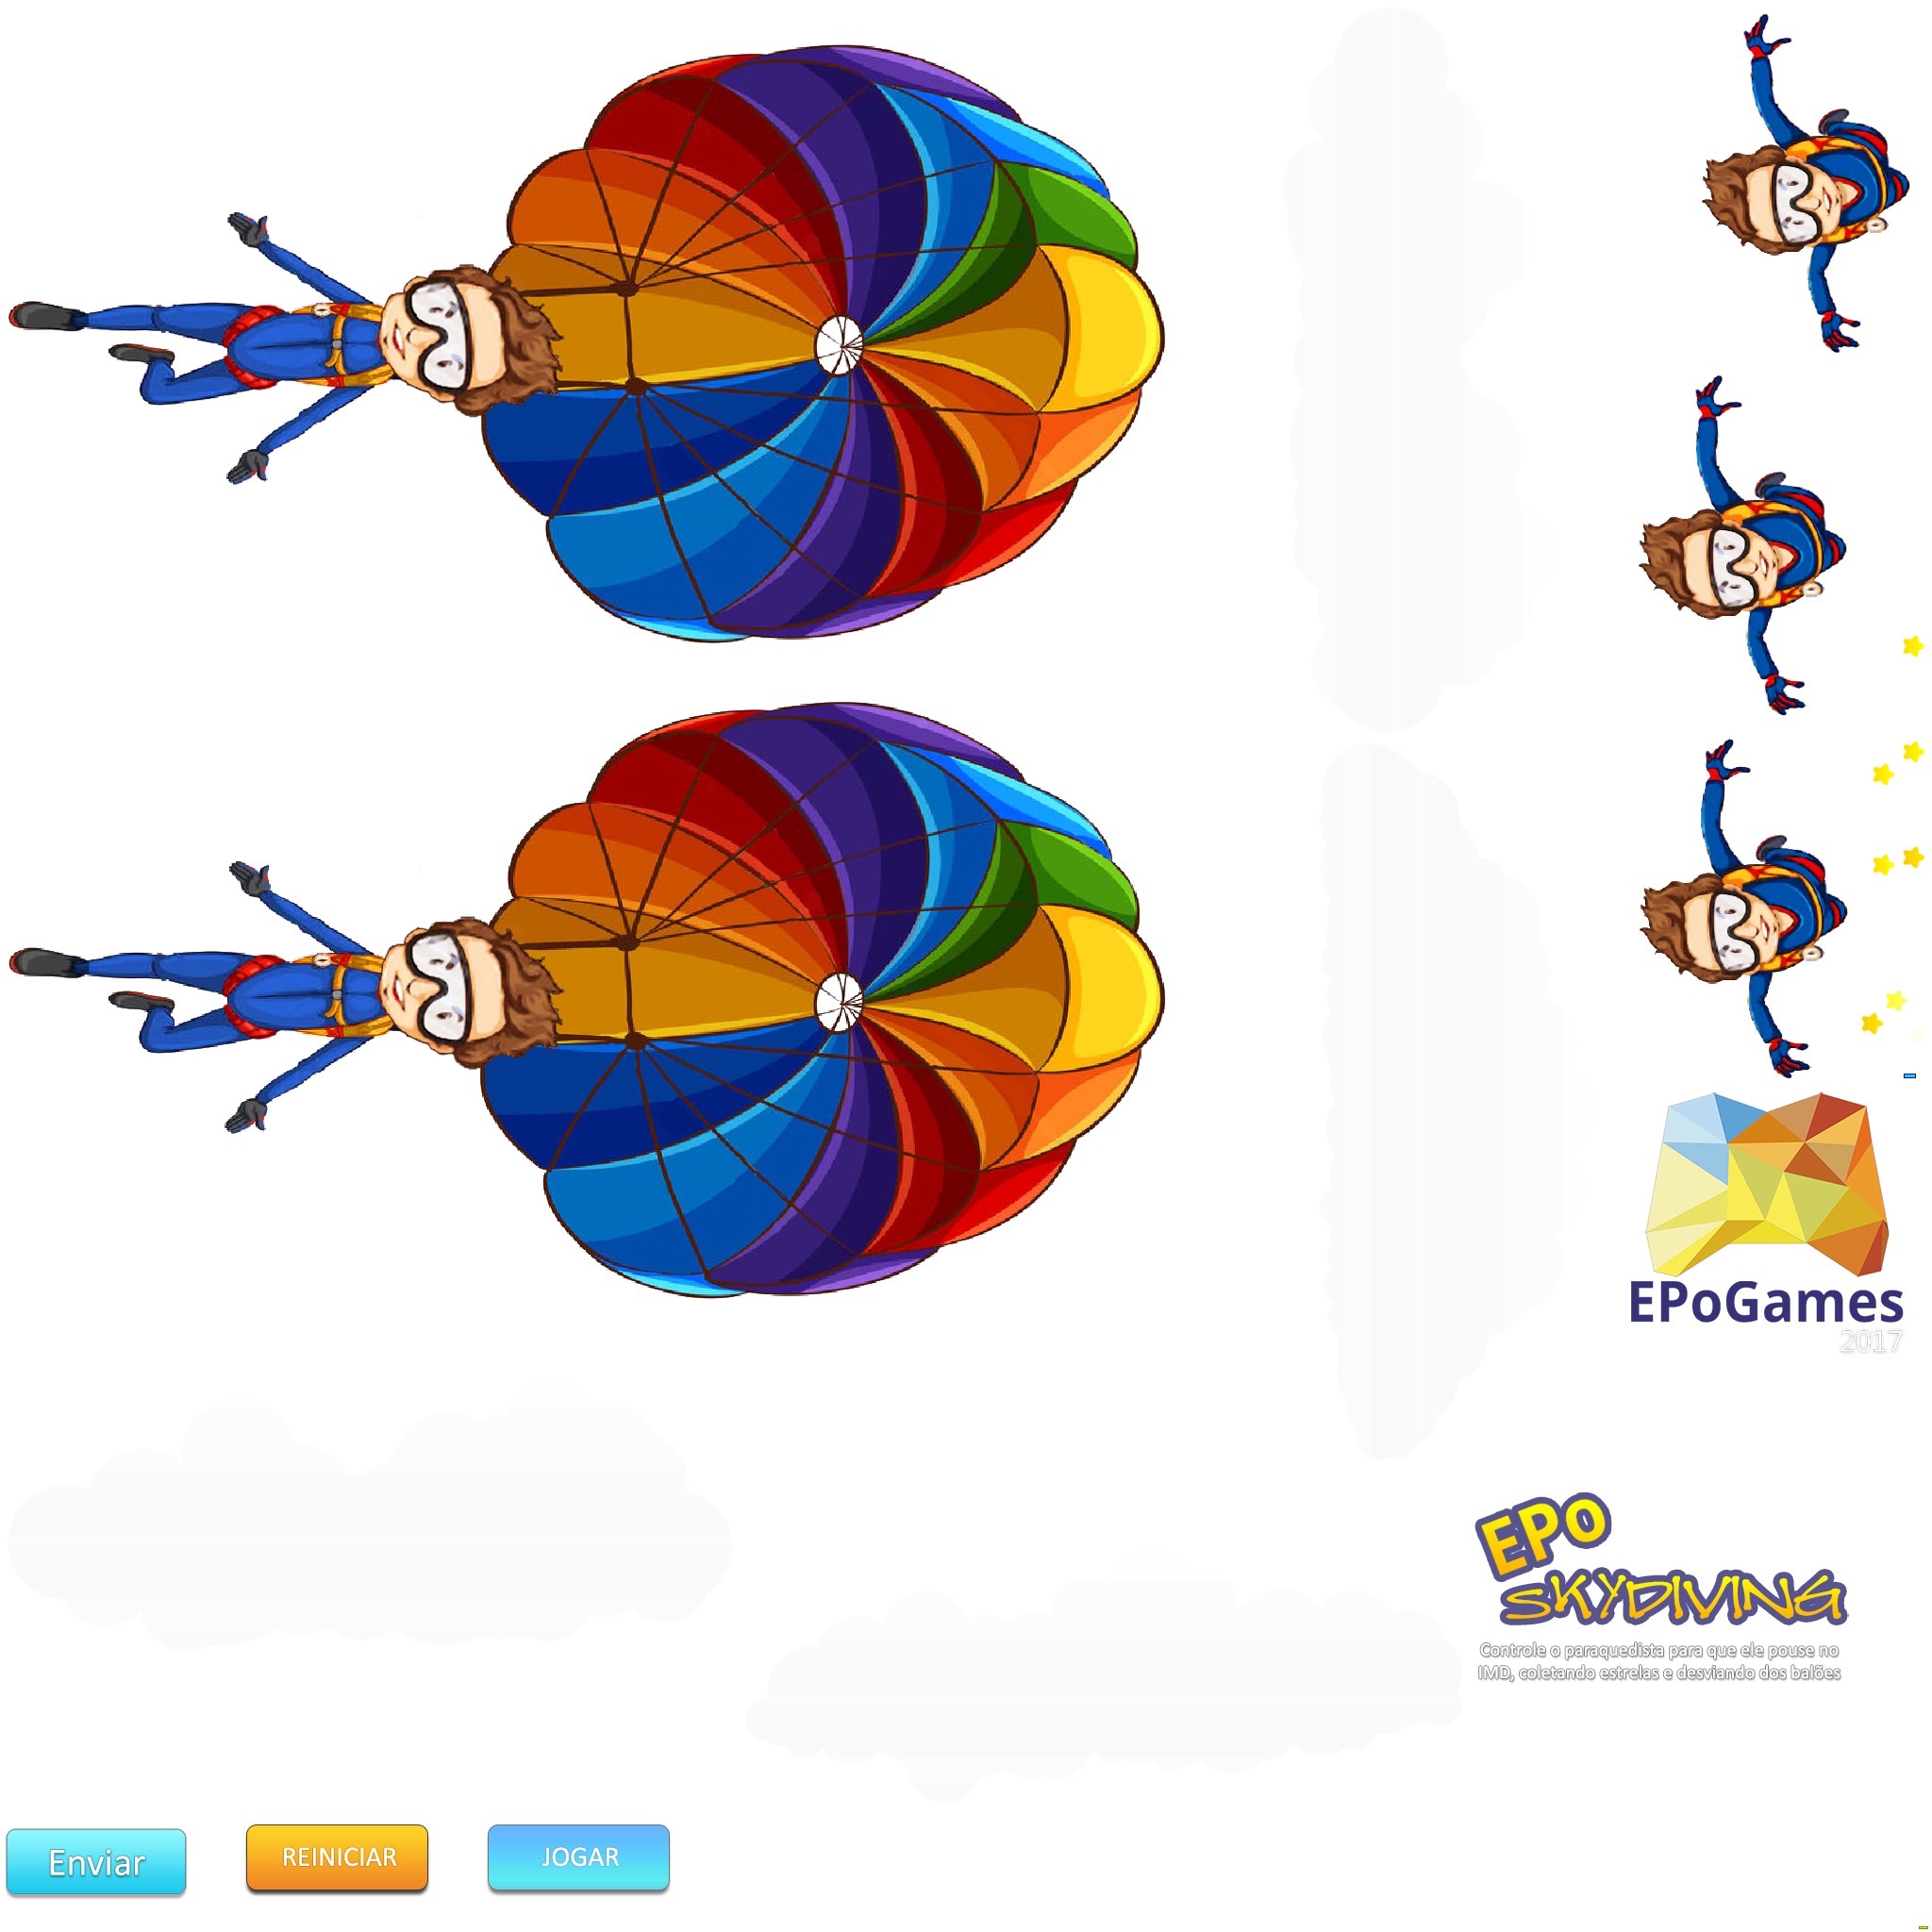 EPoGames
2017
EPo
SKYDIVING
Controle o paraquedista para que ele pouse no
IMD, coletando estrelas e desviando dos balões
Enviar
REINICIAR
JOGAR